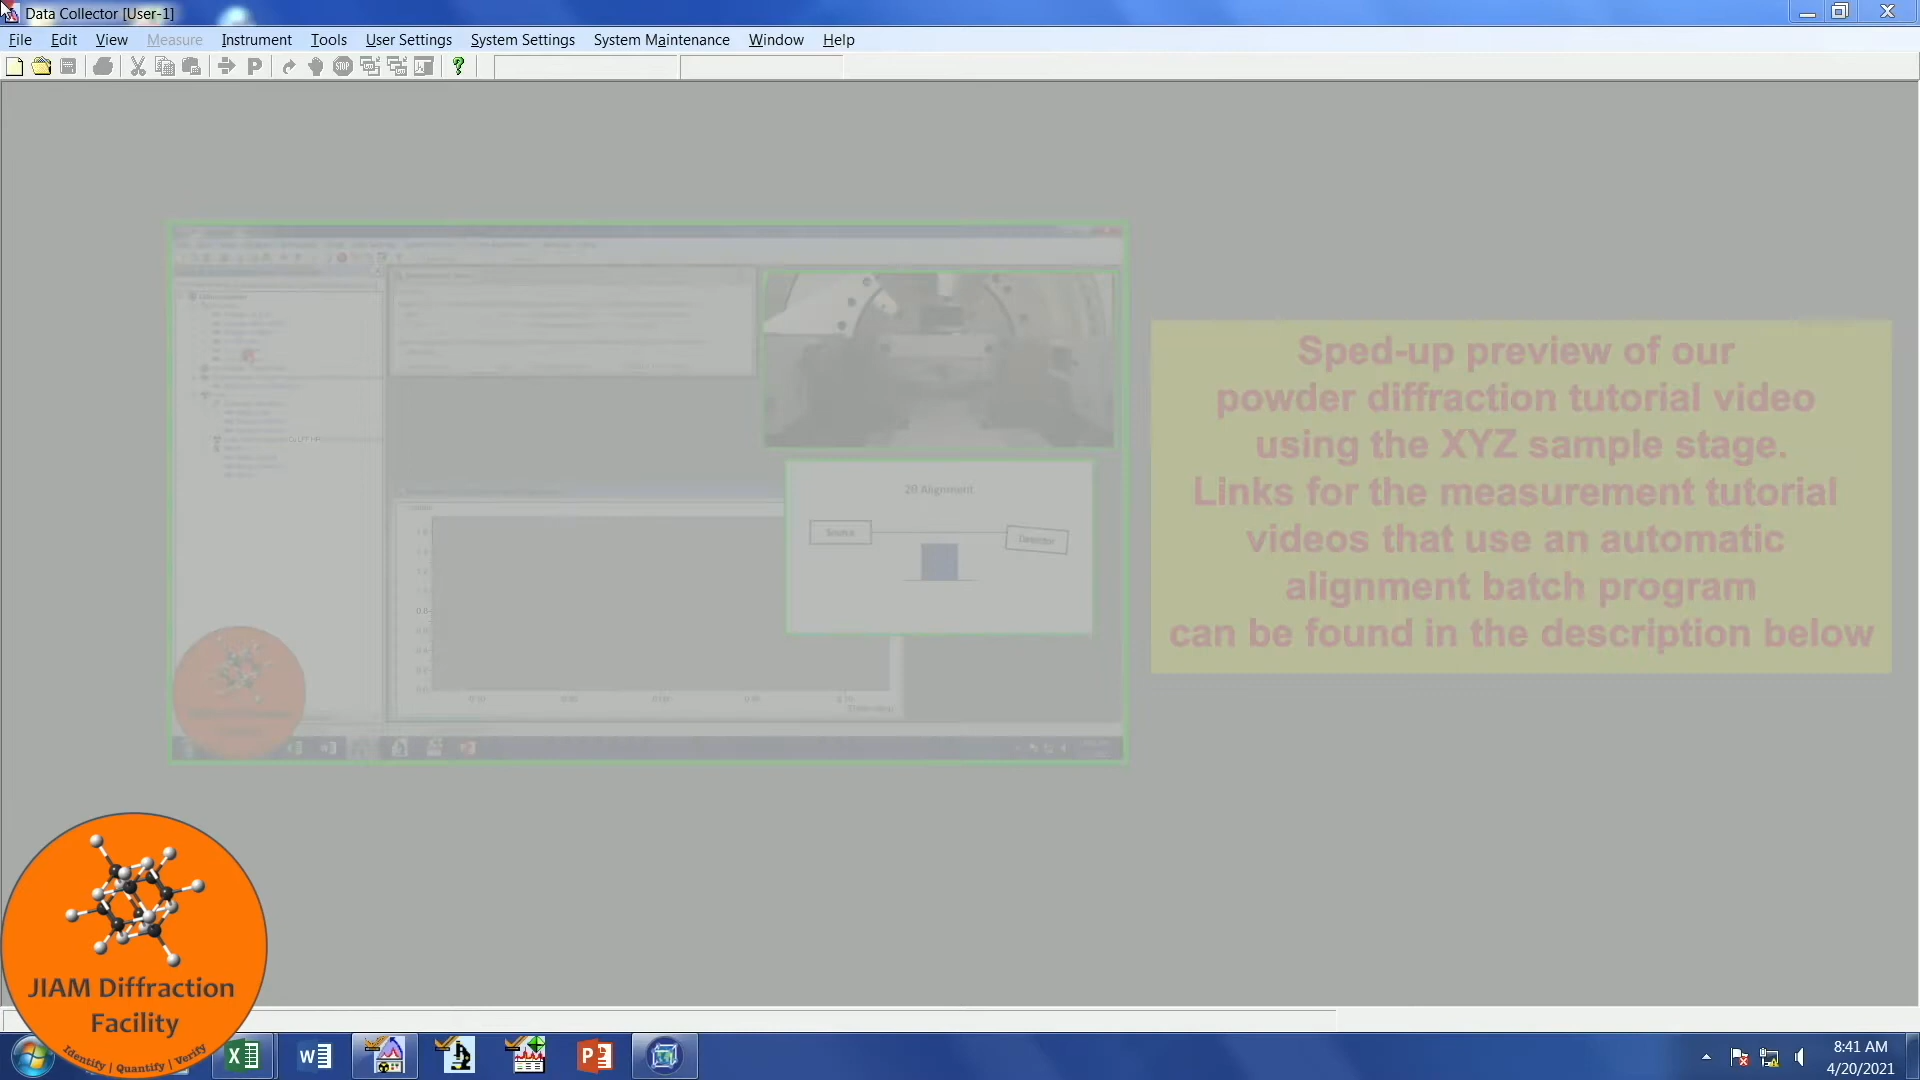 Data Collector [User-1]
File Edit View Measure Instrument Tools User Settings System Settings System Maintenance Window Help
Sped-up preview of our
powder diffraction tutorial video
using the XYZ sample stage.
Links for the measurement tutorial
videos that use an automatic
alignment batch program
can be found in the description below
2θ Alignment
Source
Detector
JIAM Diffraction
Facility
Identify | Quantify | Verify
8:41 AM
4/20/2021